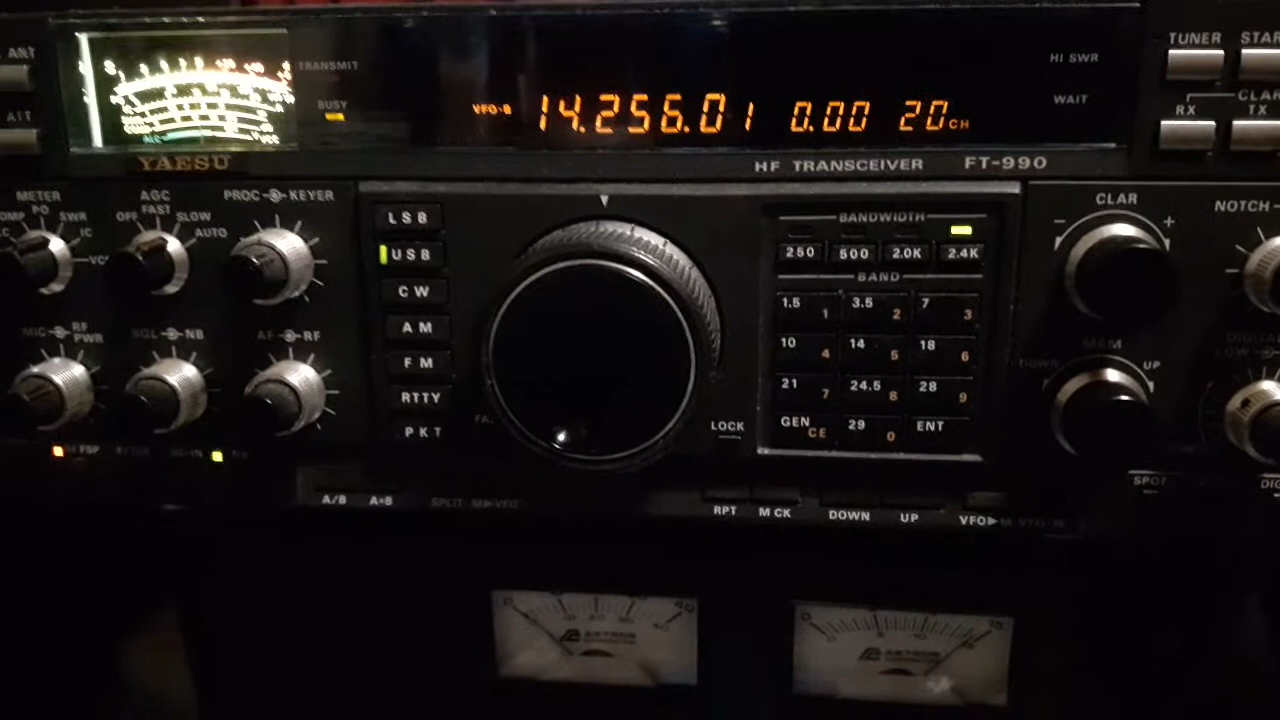 ANT
TRANSMIT
HI SWR
TUNER
STAR
BUSY
VFO-B 14.256.01 0.00 20 CH
WAIT
CLAR
RX
TX
ATT
YAESU
HF TRANSCEIVER FT-990
METER
AGC
PROC KEYER
LSB
BANDWIDTH
CLAR
NOTCH
PO
SWR
IC
OFF
FAST
SLOW
AUTO
- +
USB
250 500 2.0K 2.4K
BAND
CW
1.5 1 3.5 2 7 3
MIC RF PWR
SQL NB
AF RF
AM
10 4 14 5 18 6
MEM
DOWN
UP
FM
21 7 24.5 8 28 9
RTTY
GEN CE 29 0 ENT
LOCK
PKT
SPOT
A/B A=B SPLIT M▶VFO
RPT M CK DOWN UP VFO▶M
ASTRON
ASTRON